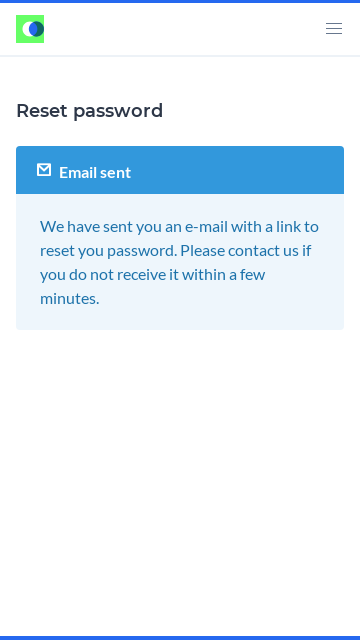 Reset password
Email sent
We have sent you an e-mail with a link to
reset you password. Please contact us if
you do not receive it within a few
minutes.